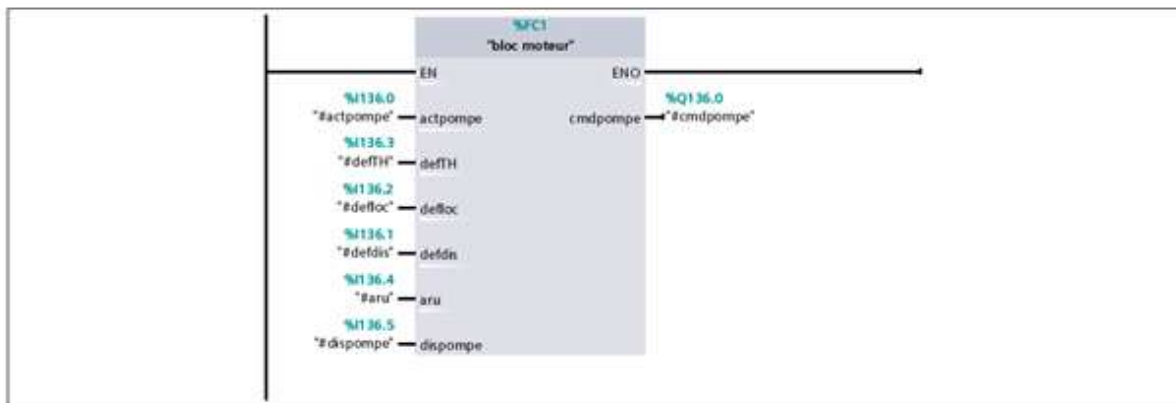 %FC1
"bloc moteur"
EN ENO
%I136.0 %Q136.0
"#actpompe" actpompe cmdpompe "#cmdpompe"
%I136.3
"#defTH" defTH
%I136.2
"#defloc" defloc
%I136.1
"#defdis" defdis
%I136.4
"#aru" aru
%I136.5
"#dispompe" dispompe